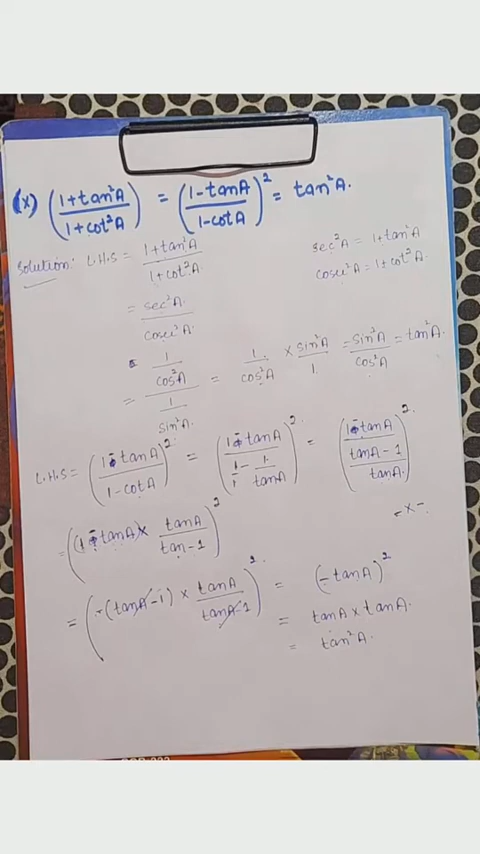 (x) ((1+tan²A)/(1+cot²A)) = ((1-tanA)/(1-cotA))² = tan²A.
Solution: L.H.S = (1+tan²A)/(1+cot²A) sec²A = 1+tan²A
cosec²A = 1+cot²A.
= sec²A/cosec²A.
= (1/cos²A)/(1/sin²A) = 1/cos²A × sin²A/1 = sin²A/cos²A = tan²A.
L.H.S = ((1-tanA)/(1-cotA))² = ((1-tanA)/(1/1 - 1/tanA))² = ((1-tanA)/((tanA-1)/tanA))²
-x-
= ((1-tanA) × tanA/(tan-1))²
= (-(tanA-1) × tanA/(tanA-1))² = (-tanA)²
= tanA × tanA.
= tan²A.